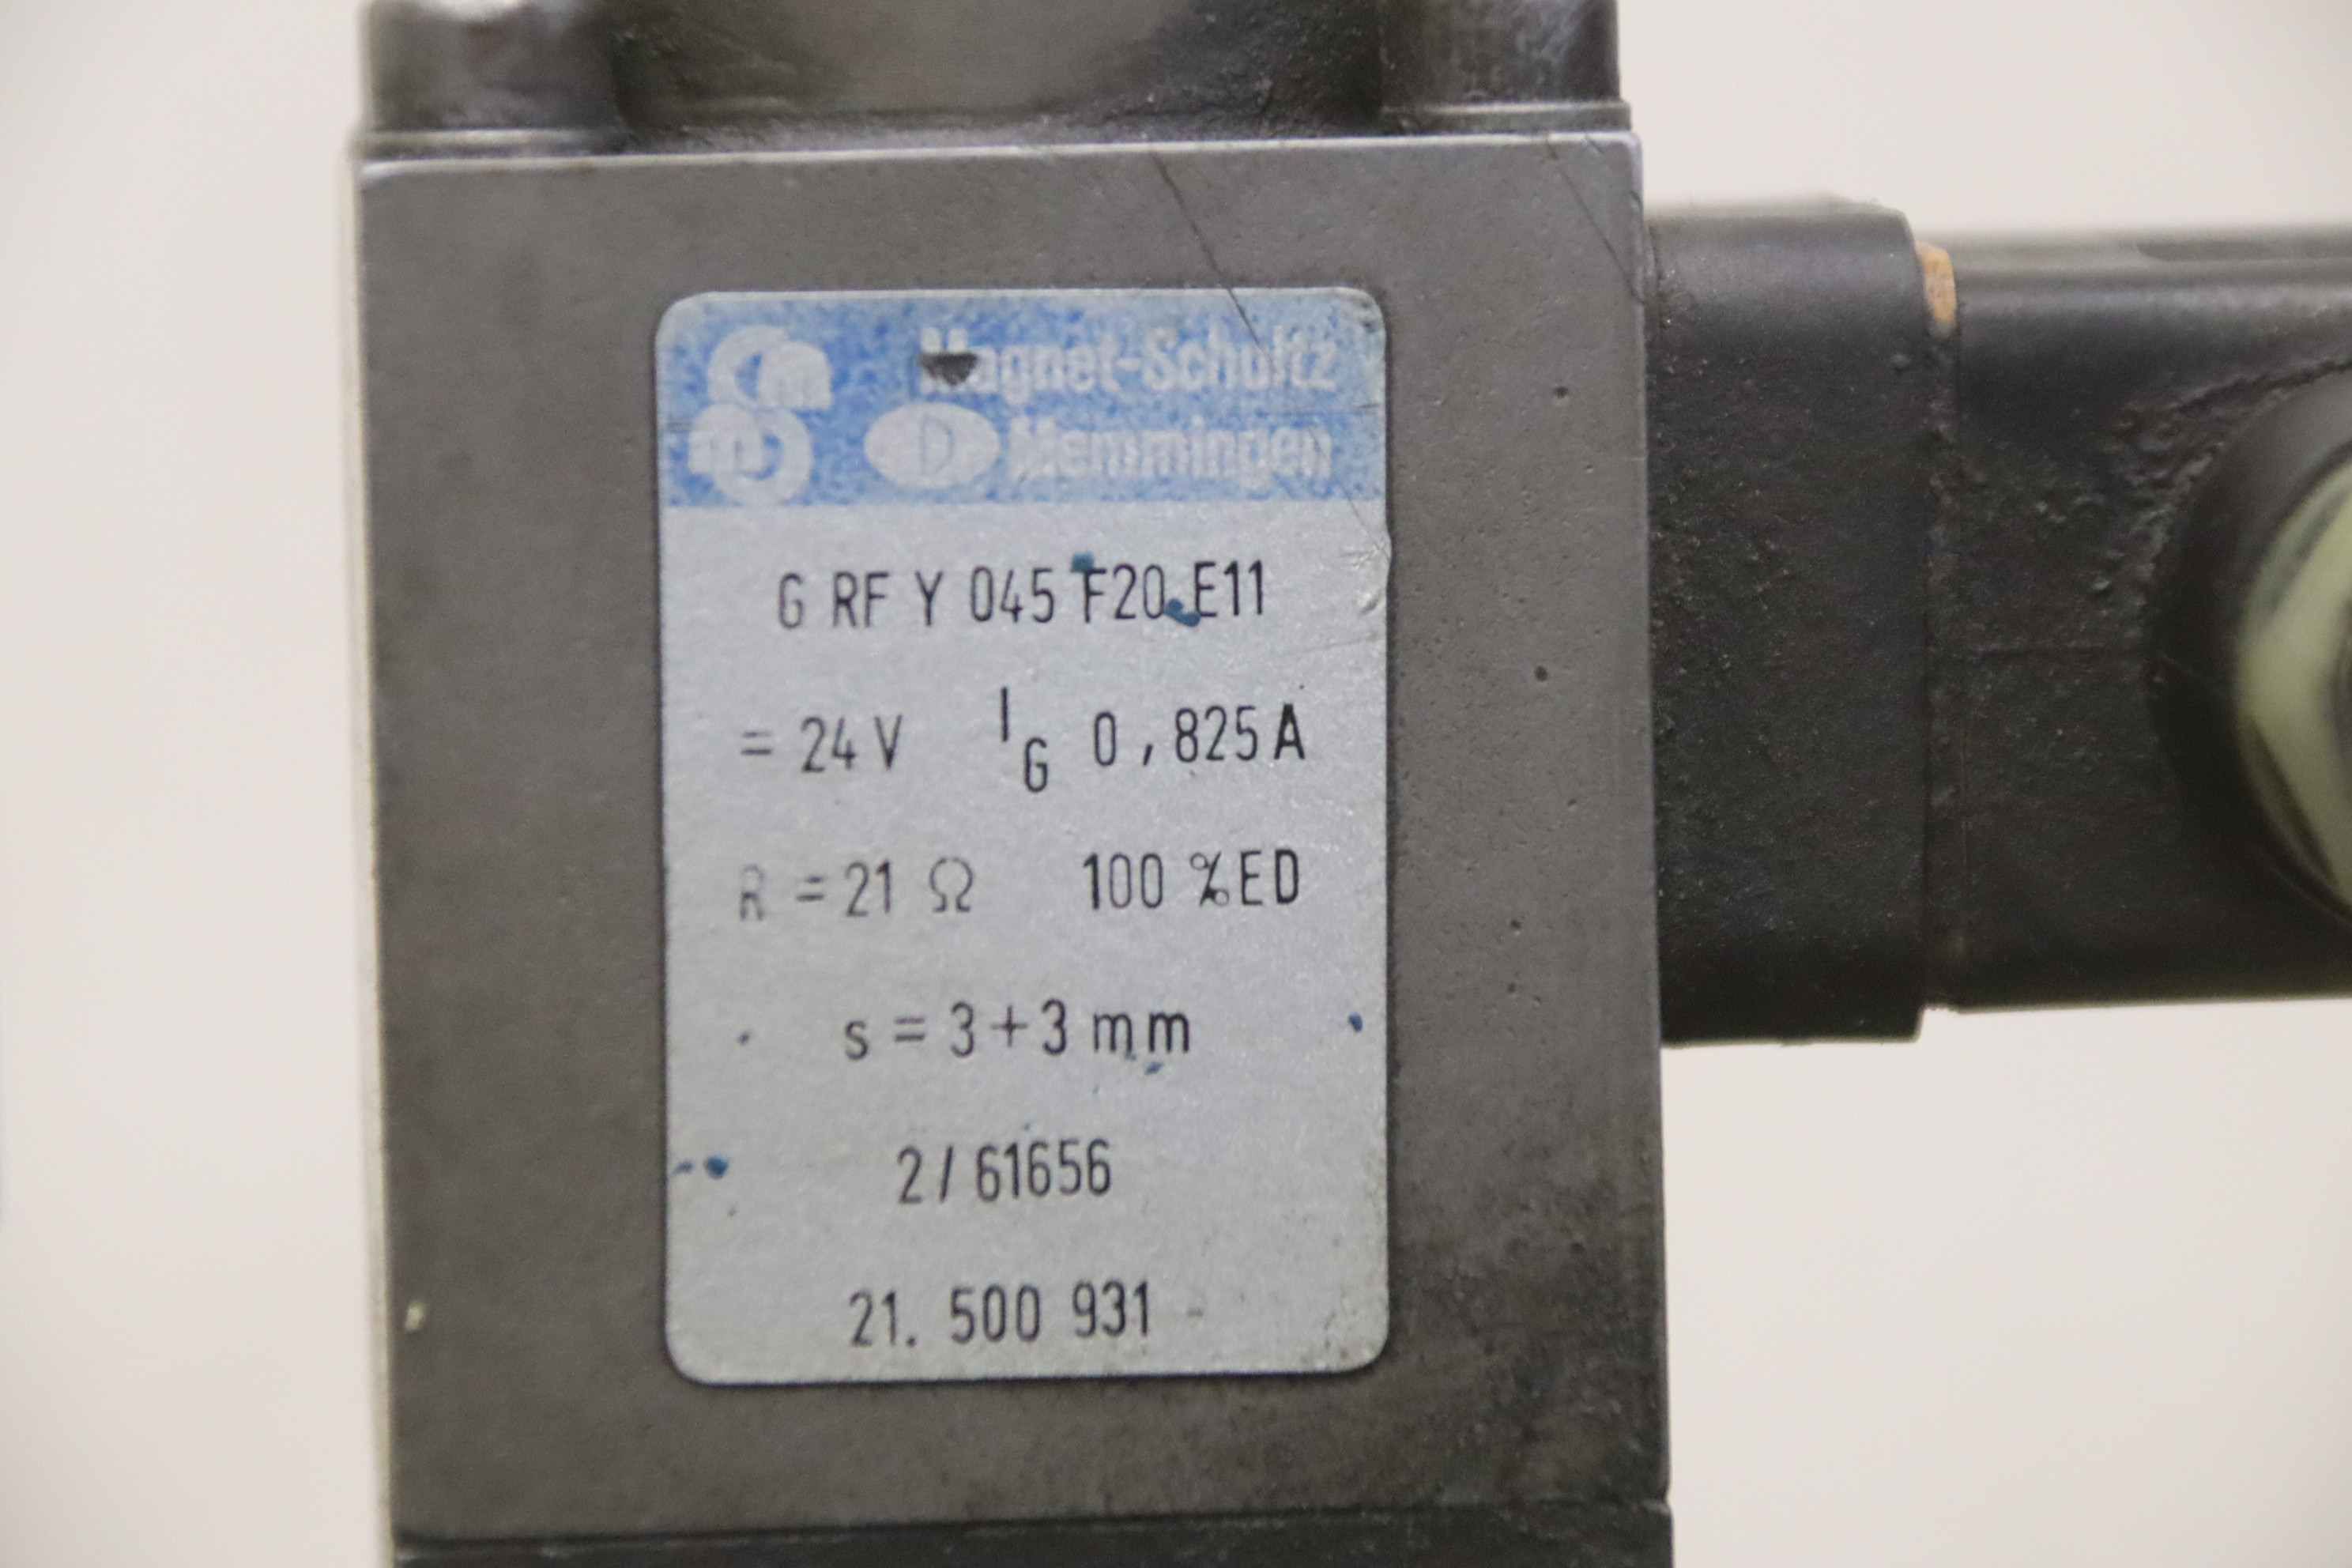 Magnet-Schultz
D Memmingen
G RF Y 045 F20.E11
= 24 V I G 0,825 A
R = 21 Ω 100 % ED
s = 3 + 3 mm
2 / 61656
21. 500 931